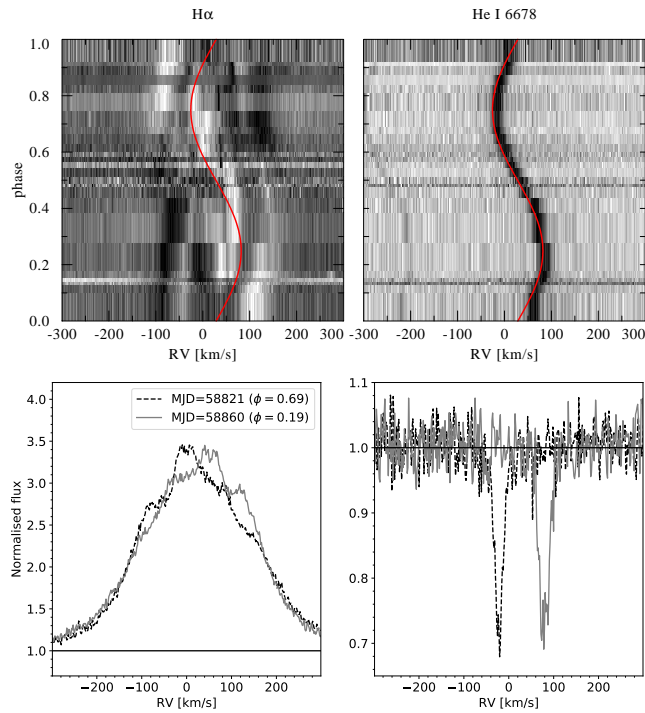 Hα
He I 6678
1.0
0.8
0.6
0.4
0.2
0.0
phase
-300 -200 -100 0 100 200 300
RV [km/s]
-300 -200 -100 0 100 200 300
RV [km/s]
MJD=58821 (ϕ = 0.69)
MJD=58860 (ϕ = 0.19)
4.0
3.5
3.0
2.5
2.0
1.5
1.0
Normalised flux
−200 −100 0 100 200
RV [km/s]
1.1
1.0
0.9
0.8
0.7
−200 −100 0 100 200
RV [km/s]